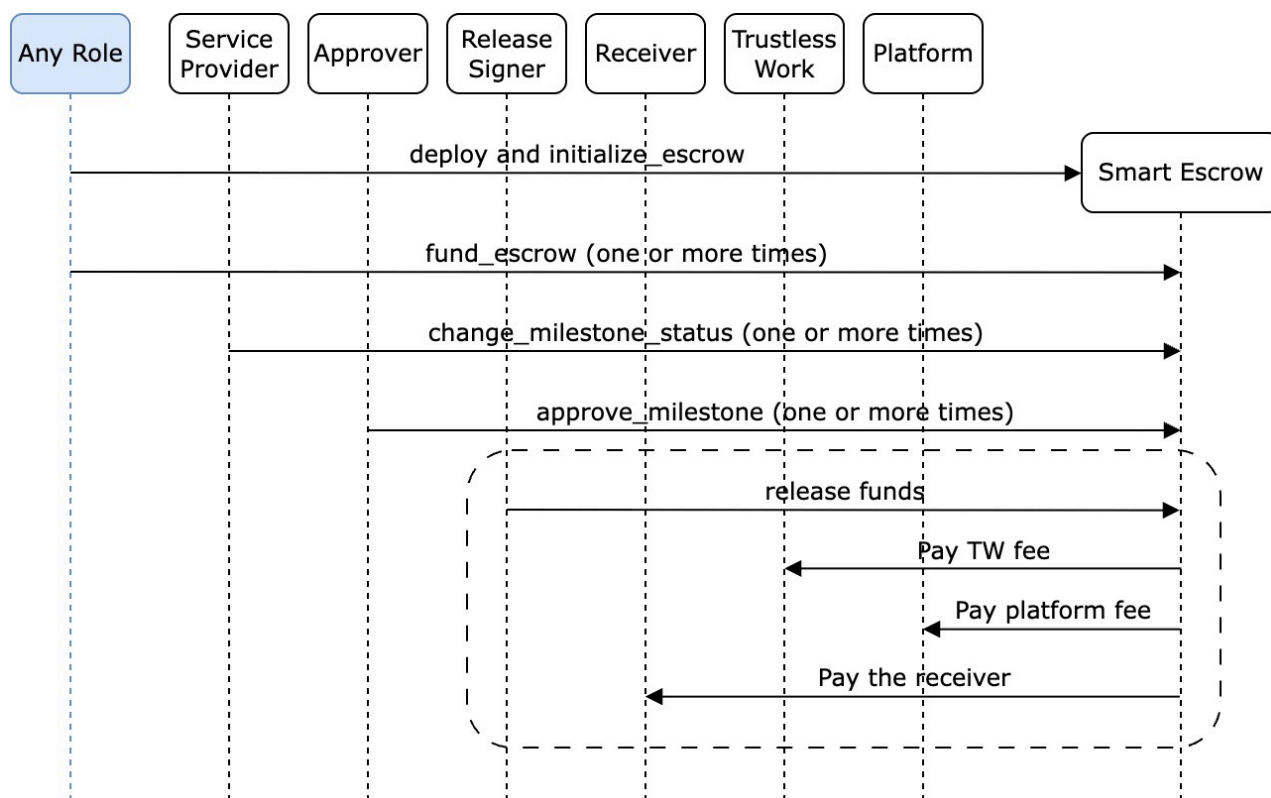 Any Role
Service
Provider
Approver
Release
Signer
Receiver
Trustless
Work
Platform
deploy and initialize_escrow
Smart Escrow
fund_escrow (one or more times)
change_milestone_status (one or more times)
approve_milestone (one or more times)
release funds
Pay TW fee
Pay platform fee
Pay the receiver